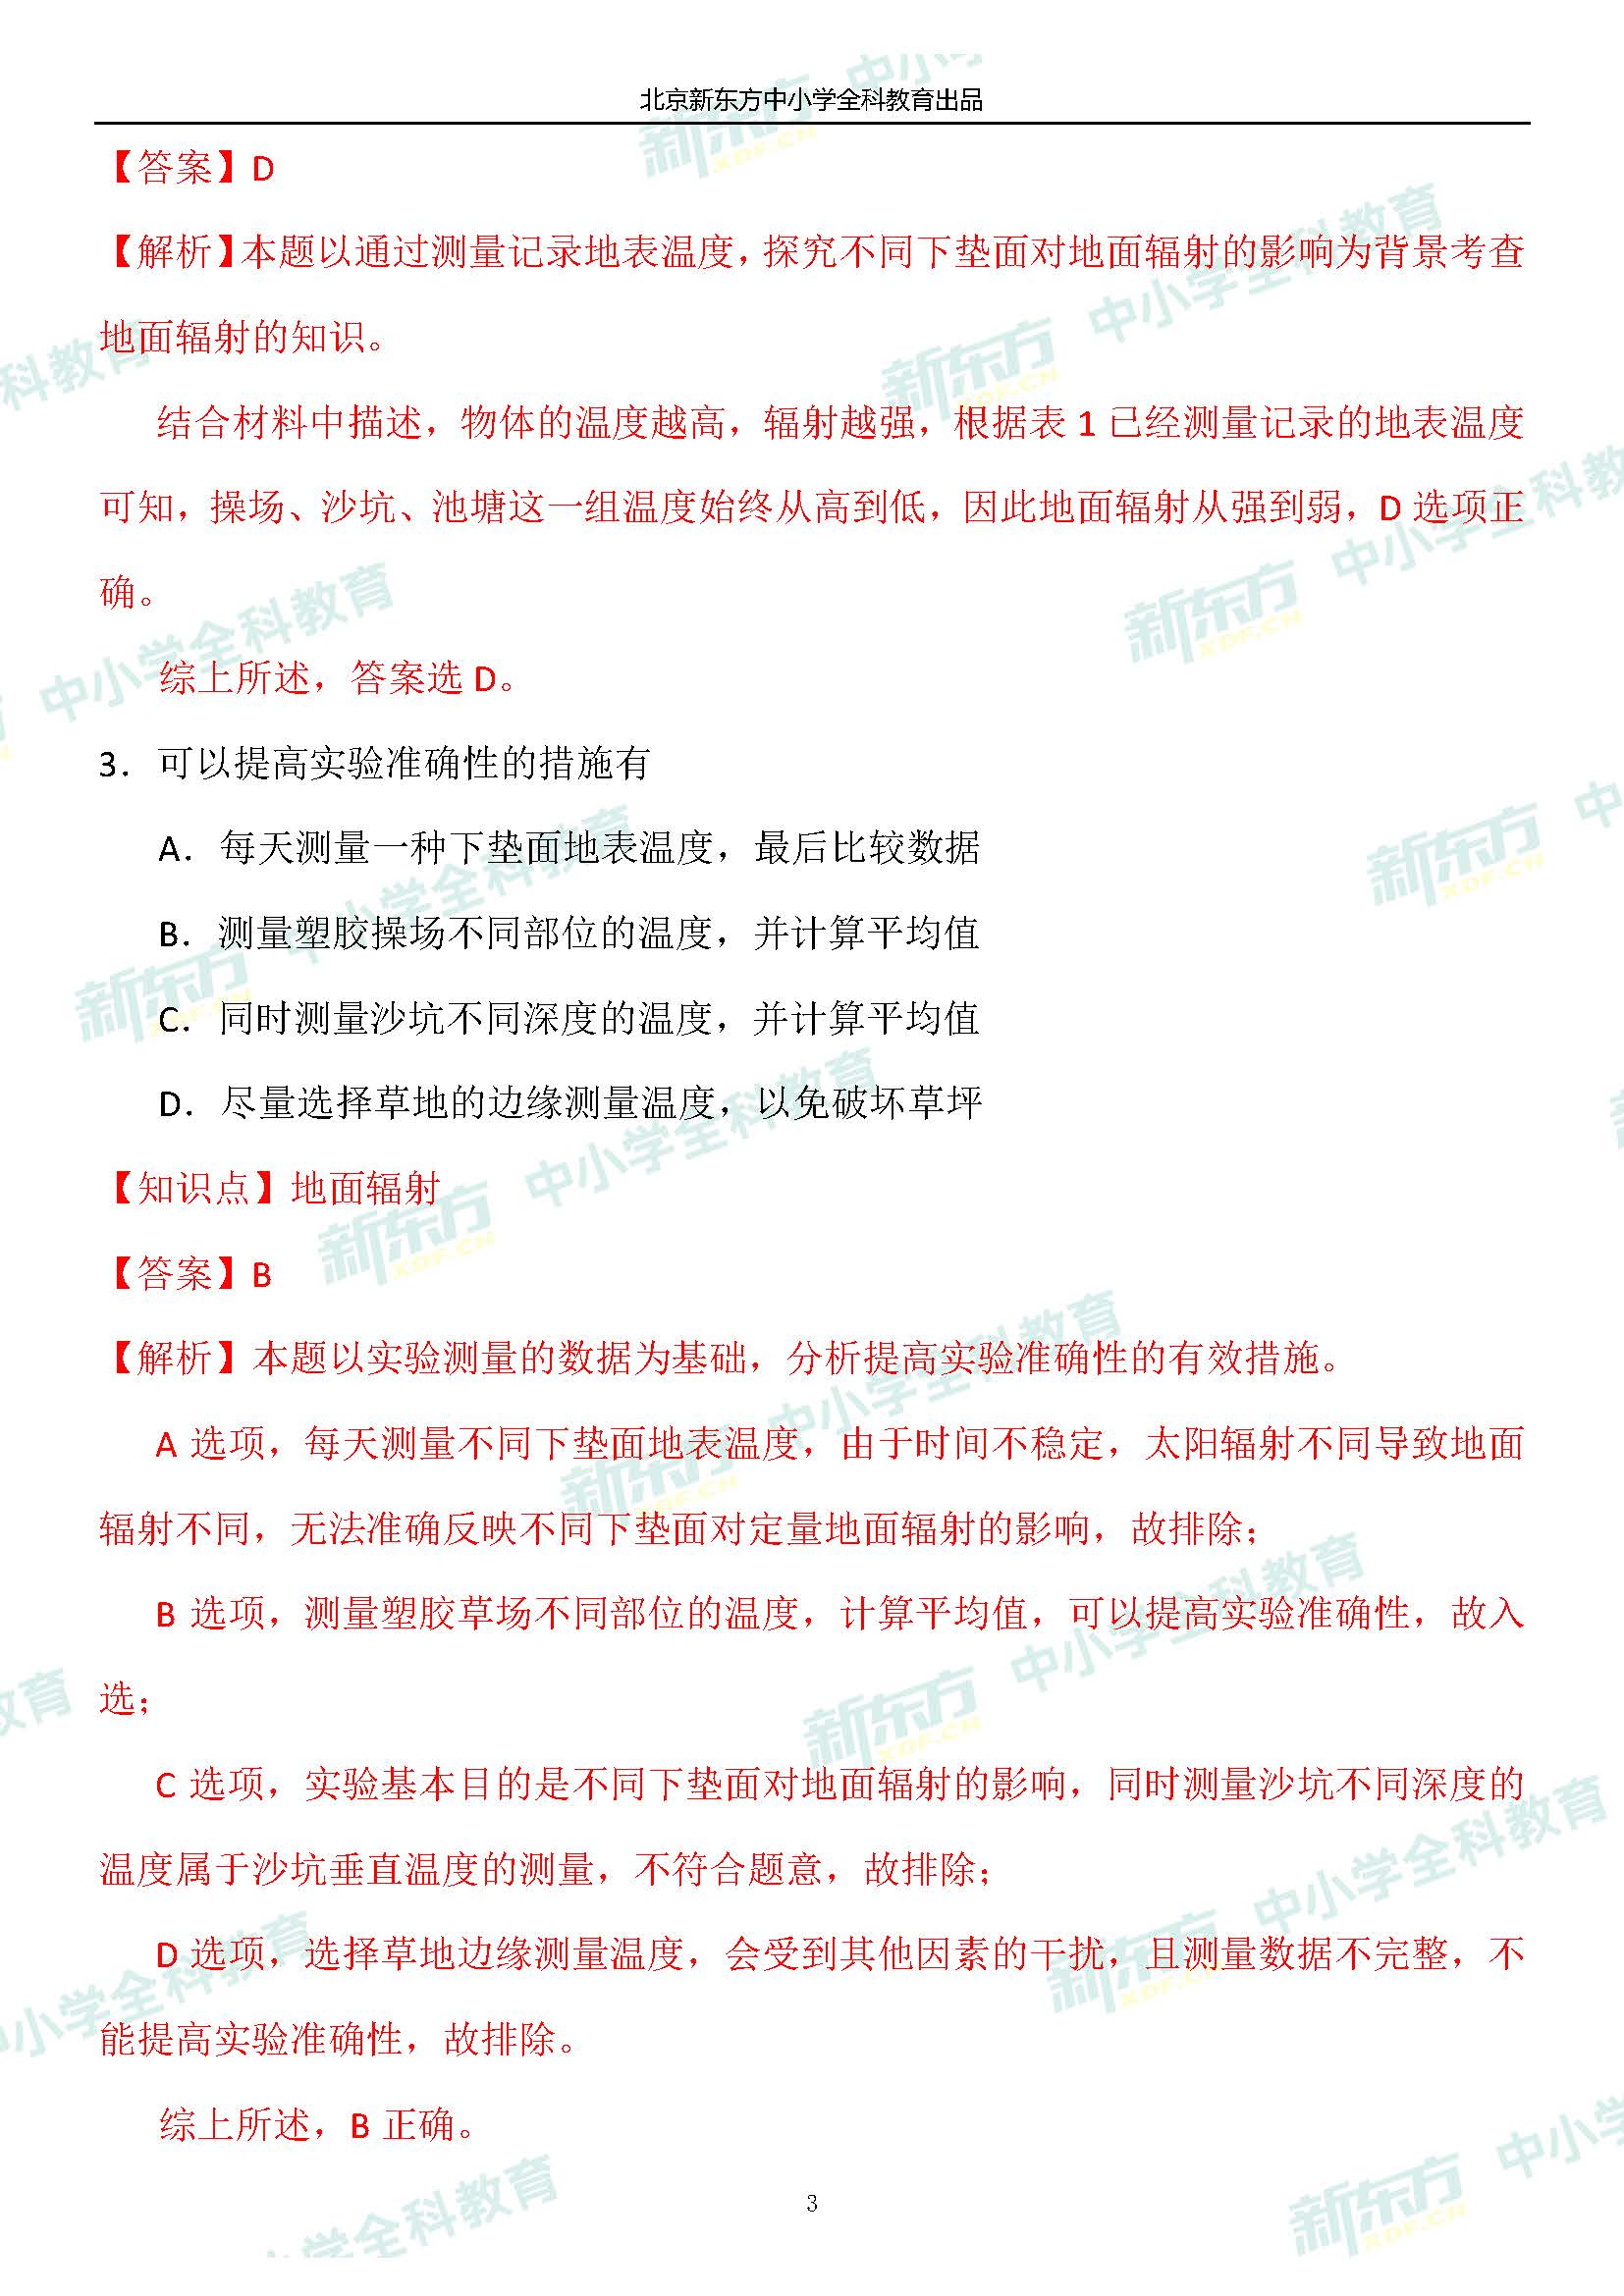 北京新东方中小学全科教育出品
【答案】D
【解析】本题以通过测量记录地表温度，探究不同下垫面对地面辐射的影响为背景考查
地面辐射的知识。
结合材料中描述，物体的温度越高，辐射越强，根据表 1 已经测量记录的地表温度
可知，操场、沙坑、池塘这一组温度始终从高到低，因此地面辐射从强到弱，D 选项正
确。
综上所述，答案选 D。
3．可以提高实验准确性的措施有
A．每天测量一种下垫面地表温度，最后比较数据
B．测量塑胶操场不同部位的温度，并计算平均值
C．同时测量沙坑不同深度的温度，并计算平均值
D．尽量选择草地的边缘测量温度，以免破坏草坪
【知识点】地面辐射
【答案】B
【解析】本题以实验测量的数据为基础，分析提高实验准确性的有效措施。
A 选项，每天测量不同下垫面地表温度，由于时间不稳定，太阳辐射不同导致地面
辐射不同，无法准确反映不同下垫面对定量地面辐射的影响，故排除；
B 选项，测量塑胶草场不同部位的温度，计算平均值，可以提高实验准确性，故入
选；
C 选项，实验基本目的是不同下垫面对地面辐射的影响，同时测量沙坑不同深度的
温度属于沙坑垂直温度的测量，不符合题意，故排除；
D 选项，选择草地边缘测量温度，会受到其他因素的干扰，且测量数据不完整，不
能提高实验准确性，故排除。
综上所述，B 正确。
3
新东方 XDF.CN 中小学全科教育